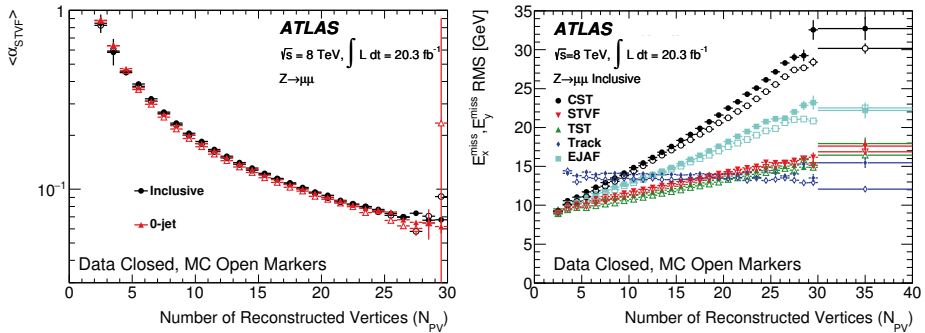 <α_STVF>
1
10⁻¹
ATLAS
√s = 8 TeV, ∫ L dt = 20.3 fb⁻¹
Z→μμ
Inclusive
0-jet
Data Closed, MC Open Markers
0 5 10 15 20 25 30
Number of Reconstructed Vertices (N_PV)
E_x^miss, E_y^miss RMS [GeV]
35
30
25
20
15
10
5
0
ATLAS
√s=8 TeV, ∫ L dt = 20.3 fb⁻¹
Z→μμ Inclusive
CST
STVF
TST
Track
EJAF
Data Closed, MC Open Markers
0 5 10 15 20 25 30 35 40
Number of Reconstructed Vertices (N_PV)